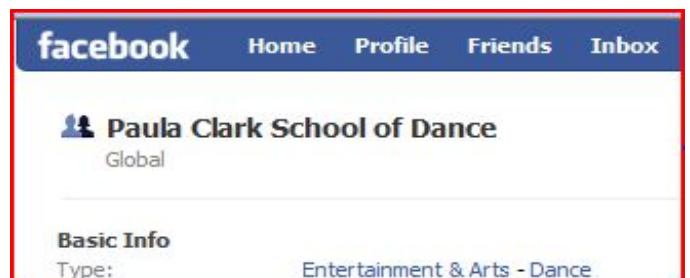 facebook Home Profile Friends Inbox
Paula Clark School of Dance
Global
Basic Info
Type: Entertainment & Arts - Dance